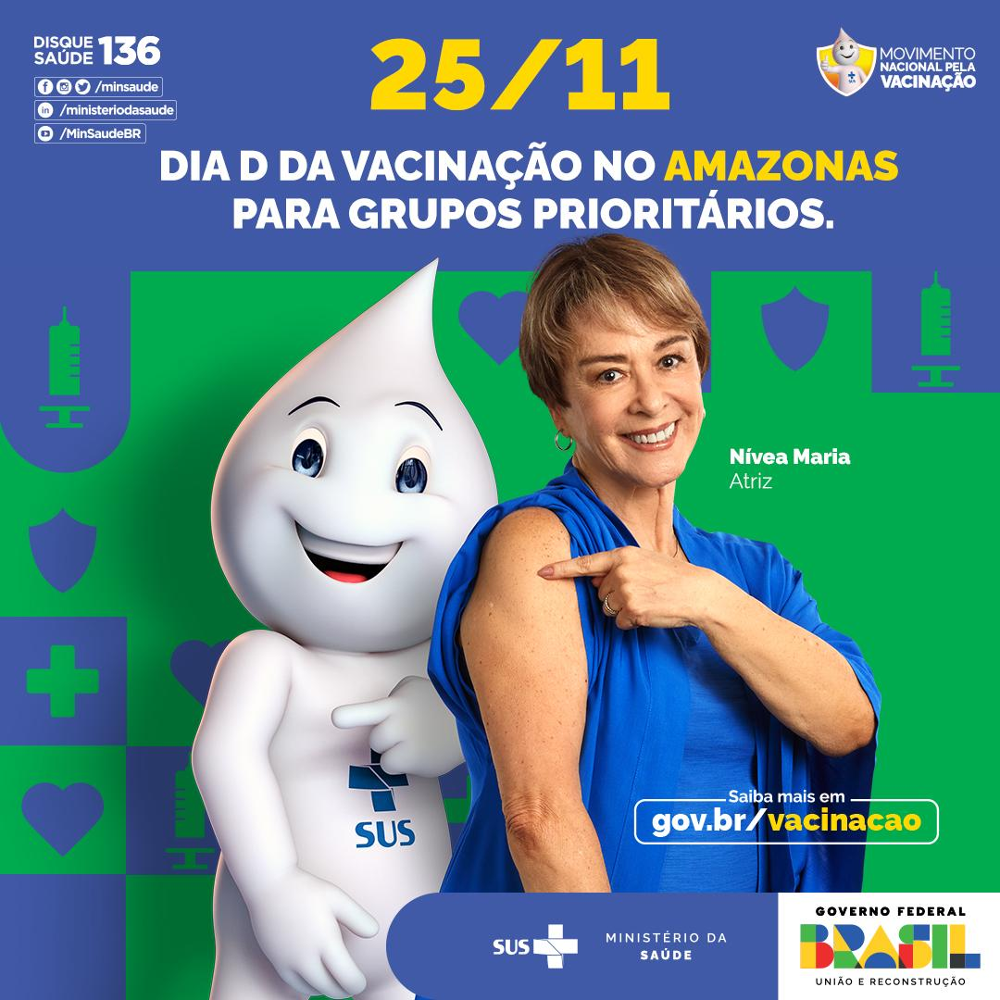 DISQUE
SAÚDE 136
/minsaude
/ministeriodasaude
/MinSaudeBR
25/11
MOVIMENTO
NACIONAL PELA
VACINAÇÃO
DIA D DA VACINAÇÃO NO AMAZONAS
PARA GRUPOS PRIORITÁRIOS.
Nívea Maria
Atriz
SUS
Saiba mais em
gov.br/vacinacao
SUS
MINISTÉRIO DA
SAÚDE
GOVERNO FEDERAL
BRASIL
UNIÃO E RECONSTRUÇÃO